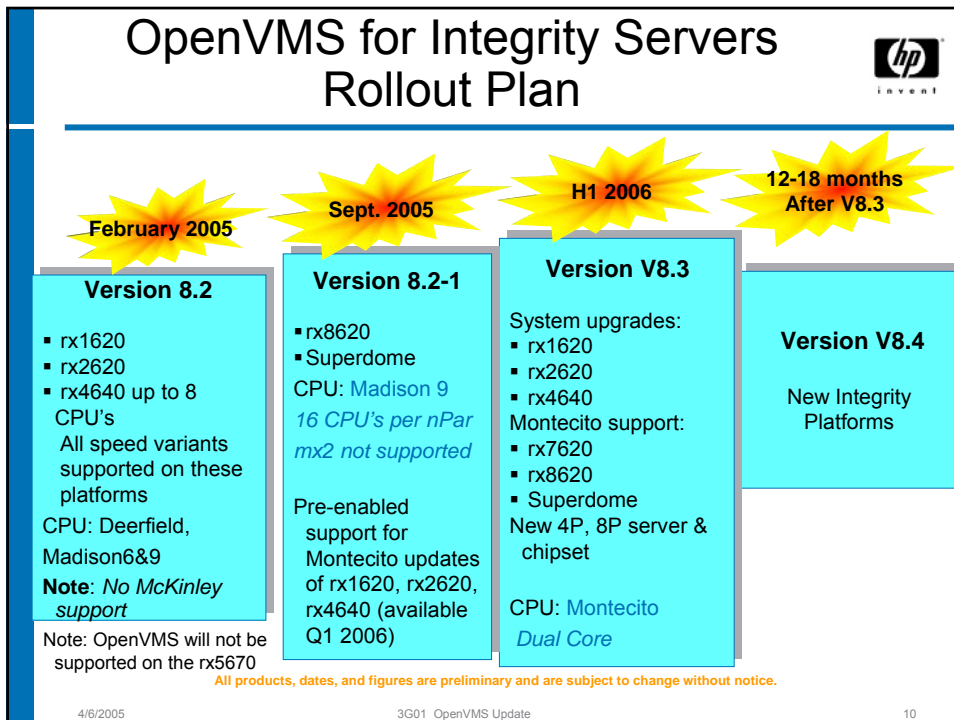 OpenVMS for Integrity Servers
Rollout Plan
hp
invent
February 2005
Version 8.2
▪ rx1620
▪ rx2620
▪ rx4640 up to 8
CPU's
All speed variants
supported on these
platforms
CPU: Deerfield,
Madison6&9
Note: No McKinley
support
Note: OpenVMS will not be
supported on the rx5670
Sept. 2005
Version 8.2-1
▪rx8620
▪Superdome
CPU: Madison 9
16 CPU's per nPar
mx2 not supported
Pre-enabled
support for
Montecito updates
of rx1620, rx2620,
rx4640 (available
Q1 2006)
H1 2006
Version V8.3
System upgrades:
▪ rx1620
▪ rx2620
▪ rx4640
Montecito support:
▪ rx7620
▪ rx8620
▪ Superdome
New 4P, 8P server &
chipset
CPU: Montecito
Dual Core
12-18 months
After V8.3
Version V8.4
New Integrity
Platforms
All products, dates, and figures are preliminary and are subject to change without notice.
4/6/2005
3G01 OpenVMS Update
10